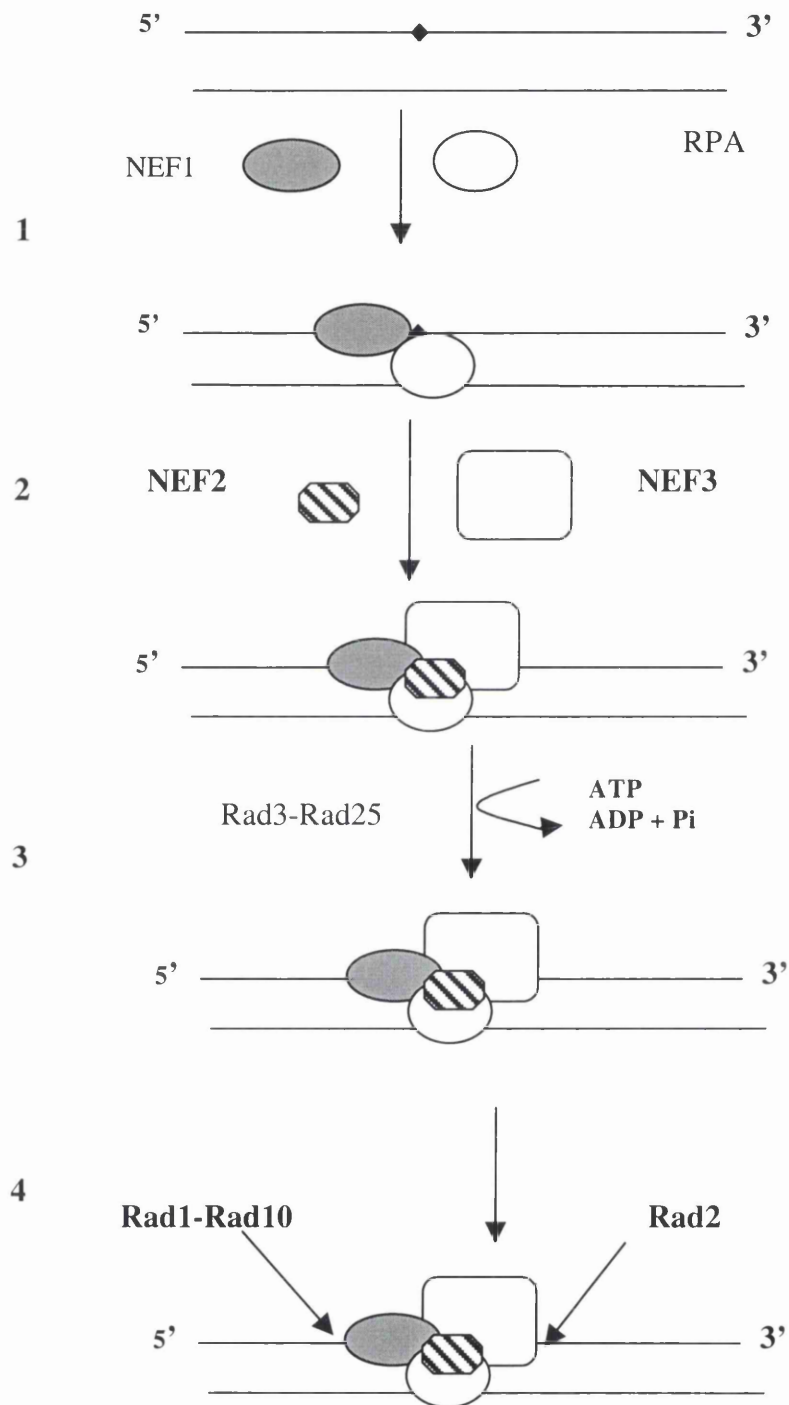 5’ 3’
NEF1 RPA
1
5’ 3’
2 NEF2 NEF3
5’ 3’
Rad3-Rad25 ATP
ADP + Pi
3
5’ 3’
4
Rad1-Rad10 Rad2
5’ 3’